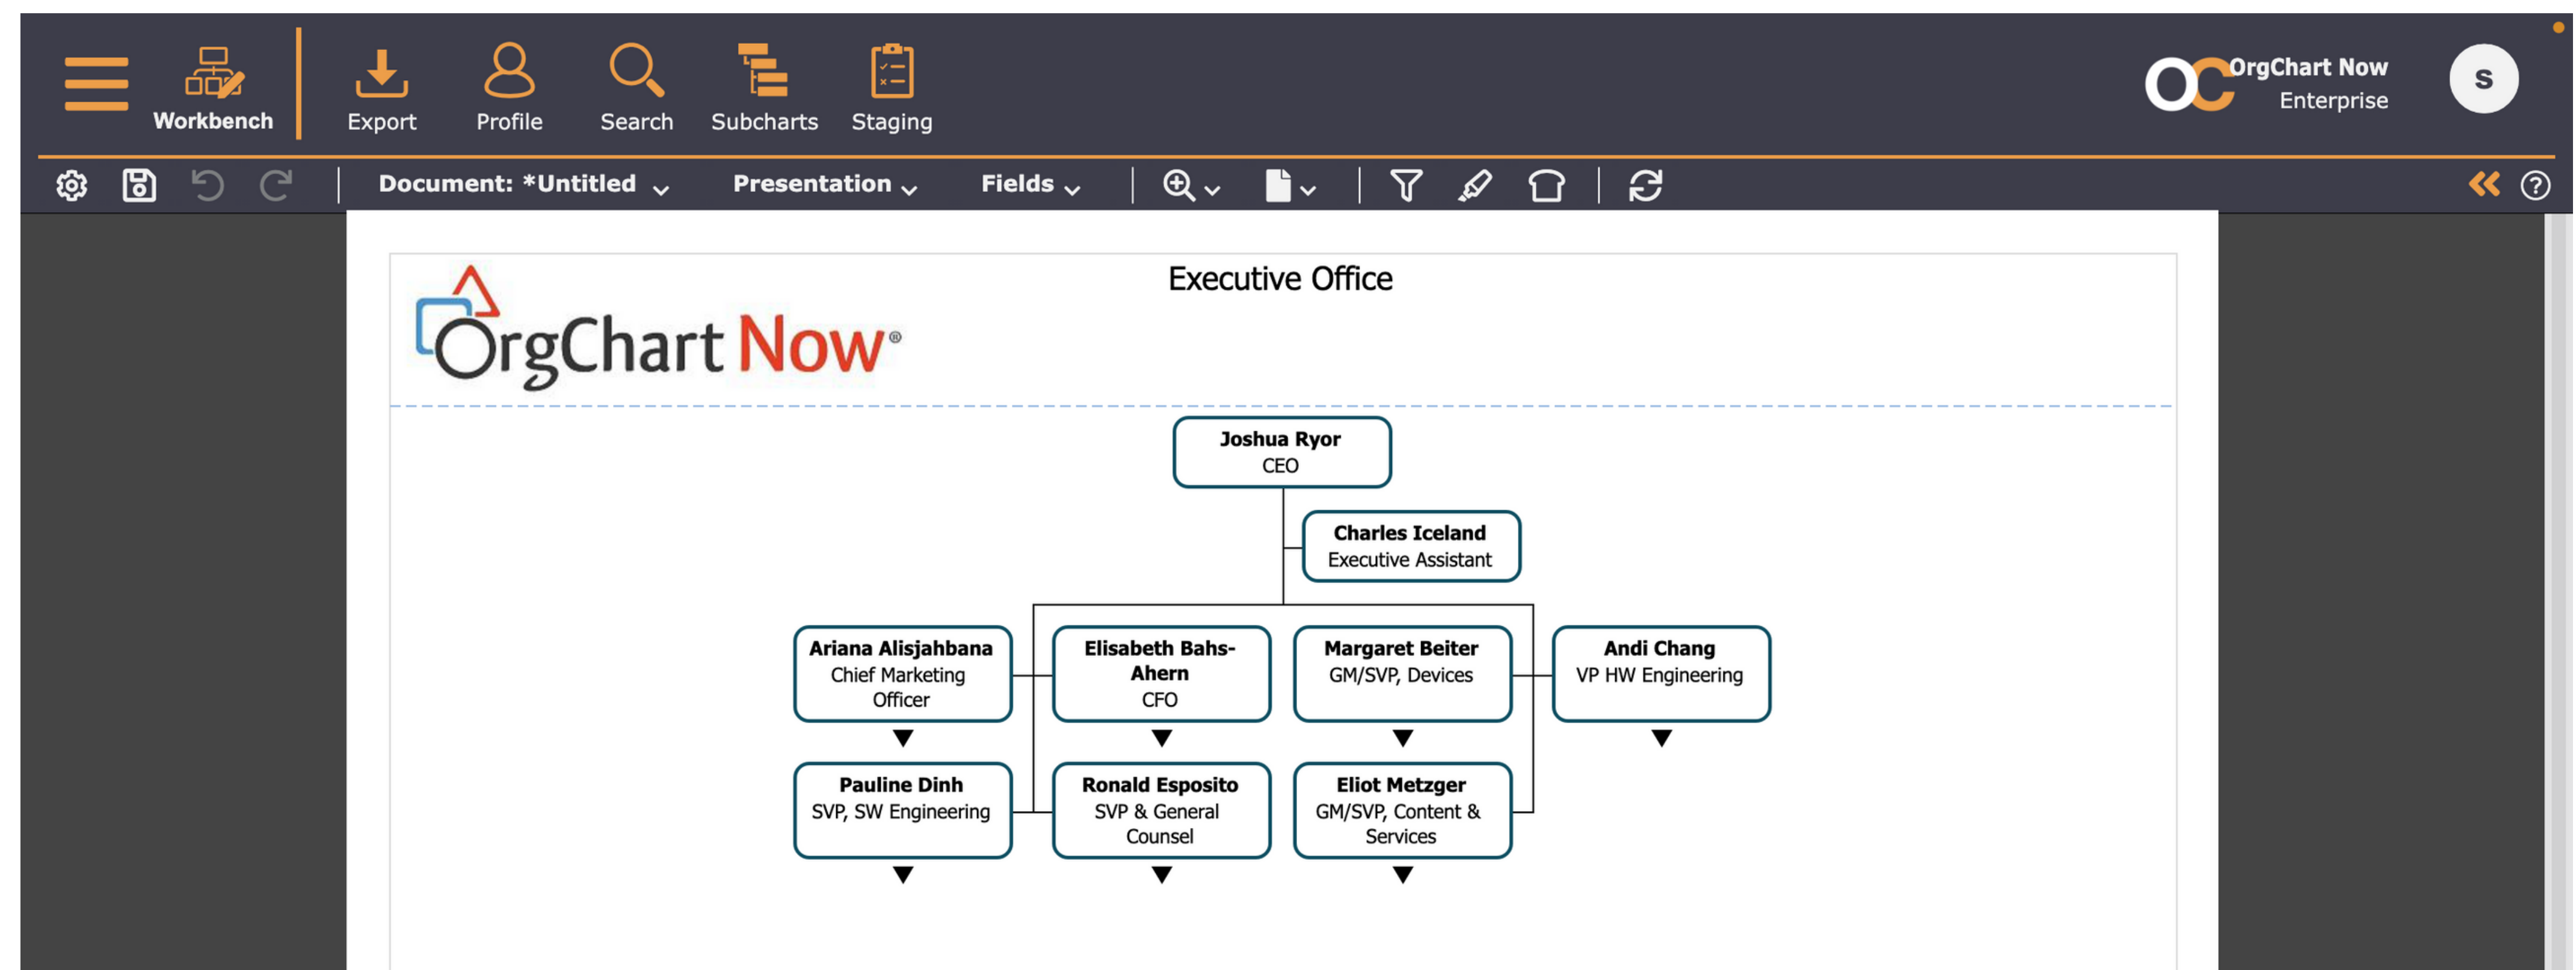 Workbench
Export
Profile
Search
Subcharts
Staging
OC
OrgChart Now
Enterprise
S
Document: *Untitled
Presentation
Fields
Executive Office
OrgChart Now®
Joshua Ryor
CEO
Charles Iceland
Executive Assistant
Ariana Alisjahbana
Chief Marketing
Officer
Elisabeth Bahs-
Ahern
CFO
Margaret Beiter
GM/SVP, Devices
Andi Chang
VP HW Engineering
Pauline Dinh
SVP, SW Engineering
Ronald Esposito
SVP & General
Counsel
Eliot Metzger
GM/SVP, Content &
Services